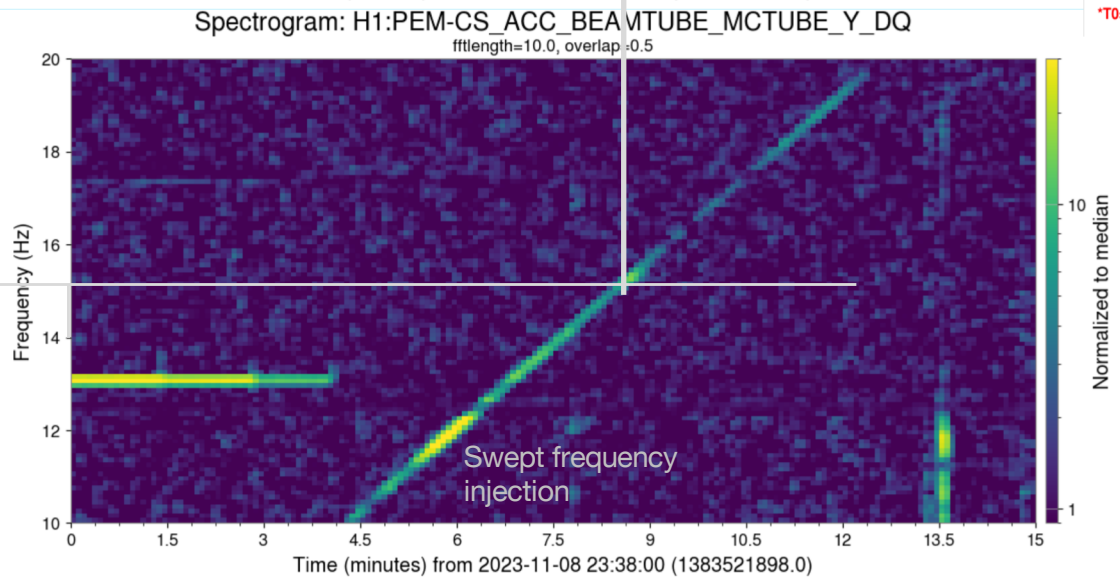 Spectrogram: H1:PEM-CS_ACC_BEAMTUBE_MCTUBE_Y_DQ
*T0
fftlength=10.0, overlap=0.5
20
18
16
14
12
10
Frequency (Hz)
Swept frequency
injection
0
1.5
3
4.5
6
7.5
9
10.5
12
13.5
15
Time (minutes) from 2023-11-08 23:38:00 (1383521898.0)
10
1
Normalized to median